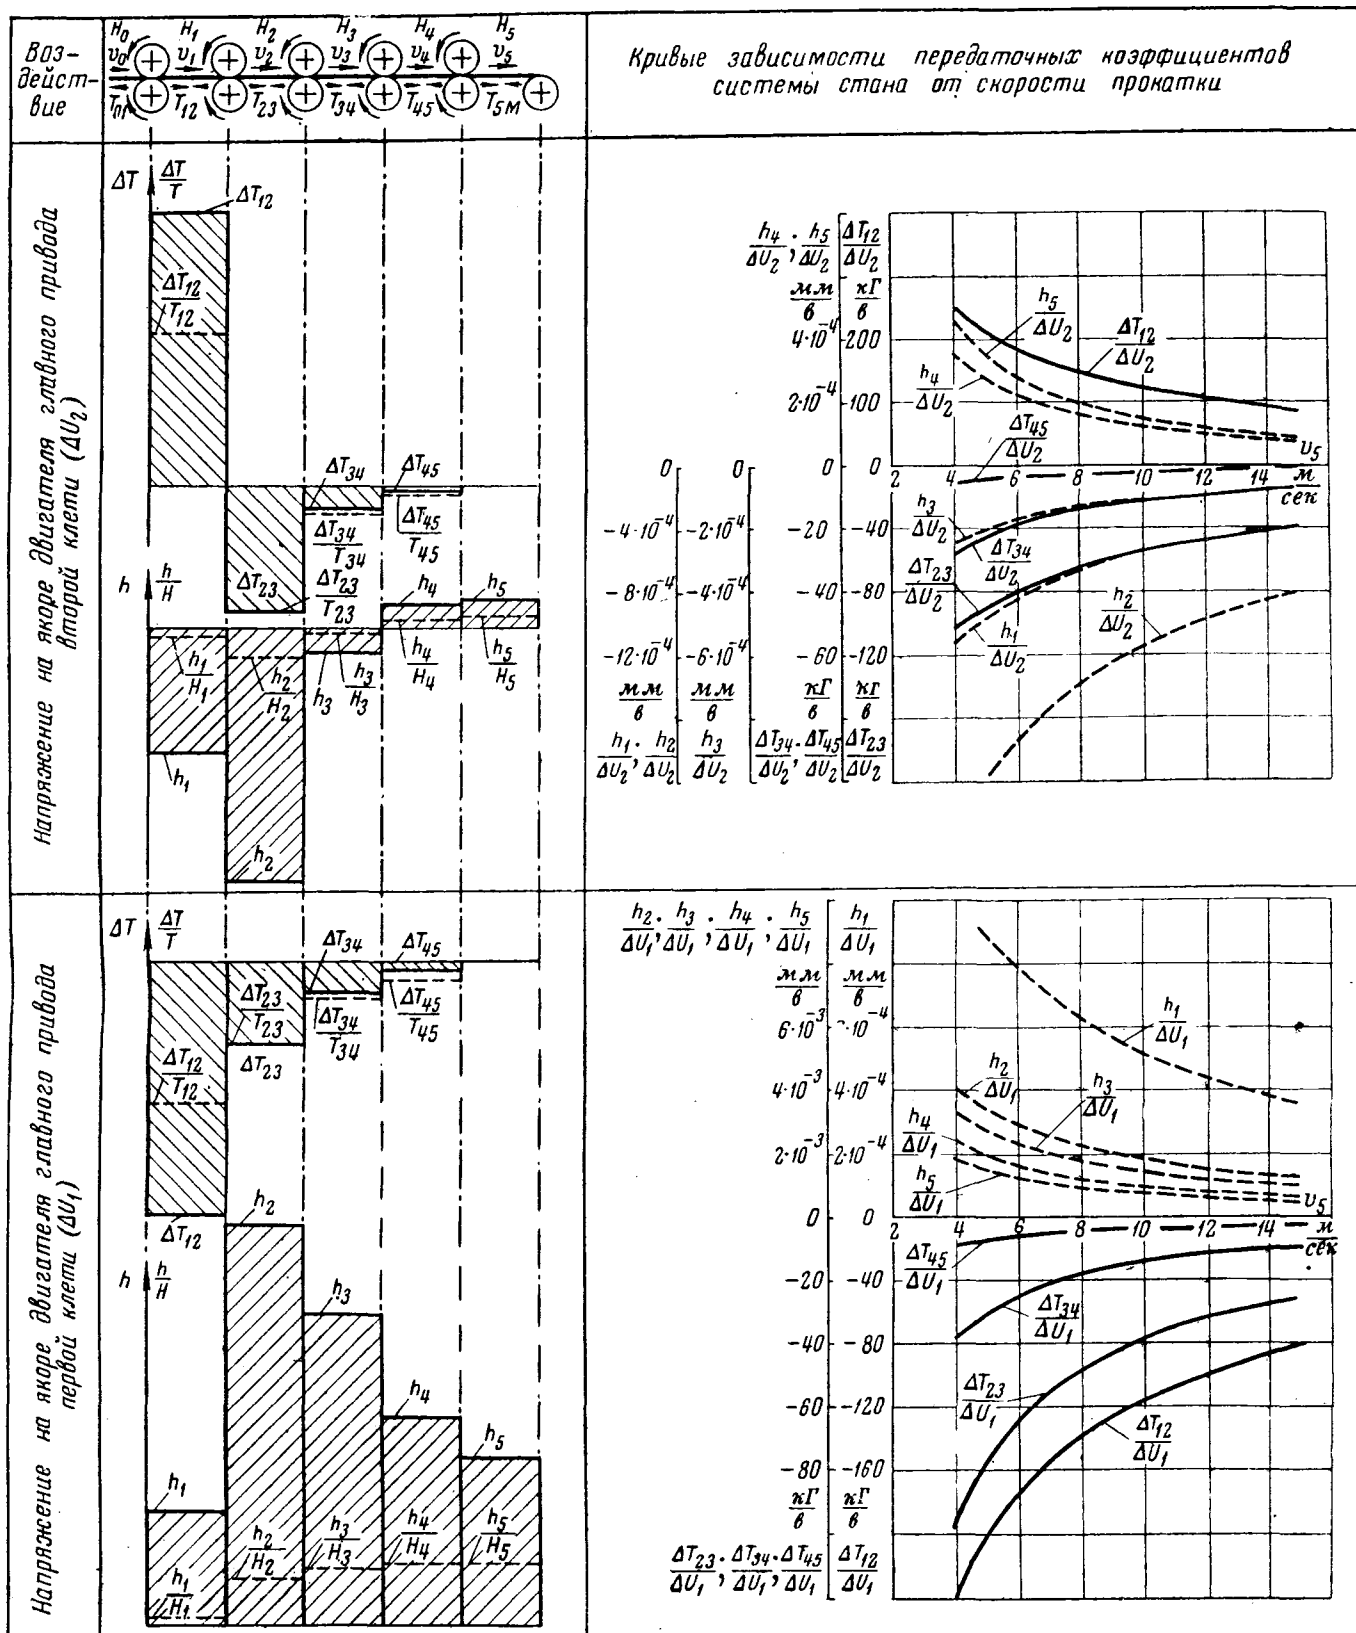 Воз-
действ-
вие
H₀ H₁ H₂ H₃ H₄ H₅
υ₀ υ₁ υ₂ υ₃ υ₄ υ₅
T₀₁ T₁₂ T₂₃ T₃₄ T₄₅ T₅ₘ
Кривые зависимости передаточных коэффициентов
системы стана от скорости прокатки
Напряжение на якоре двигателя главного привода
второй клети (ΔU₂)
ΔT ΔT/T
ΔT₁₂
ΔT₁₂/T₁₂
ΔT₃₄ ΔT₄₅
ΔT₃₄/T₃₄ ΔT₄₅/T₄₅
ΔT₂₃ ΔT₂₃/T₂₃
h h/H
h₄ h₅
h₁/H₁ h₂/H₂ h₃ h₃/H₃ h₄/H₄ h₅/H₅
h₁
h₂
h₄/ΔU₂, h₅/ΔU₂ ΔT₁₂/ΔU₂
мм/в кГ/в
4·10⁻⁴ 200
2·10⁻⁴ 100
0 0 0 0
-4·10⁻⁴ -2·10⁻⁴ -20 -40
-8·10⁻⁴ -4·10⁻⁴ -40 -80
-12·10⁻⁴ -6·10⁻⁴ -60 -120
мм/в мм/в кГ/в кГ/в
h₁/ΔU₂, h₂/ΔU₂ h₃/ΔU₂ ΔT₃₄/ΔU₂, ΔT₄₅/ΔU₂ ΔT₂₃/ΔU₂
h₅/ΔU₂
ΔT₁₂/ΔU₂
h₄/ΔU₂
ΔT₄₅/ΔU₂
υ₅
2 4 6 8 10 12 14 м/сек
h₃/ΔU₂
ΔT₃₄/ΔU₂
ΔT₂₃/ΔU₂
h₁/ΔU₂
h₂/ΔU₂
Напряжение на якоре двигателя главного привода
первой клети (ΔU₁)
ΔT ΔT/T
ΔT₃₄ ΔT₄₅
ΔT₂₃/T₂₃ ΔT₃₄/T₃₄ ΔT₄₅/T₄₅
ΔT₂₃
ΔT₁₂/T₁₂
ΔT₁₂
h h/H
h₂
h₃
h₄
h₅
h₁
h₁/H₁ h₂/H₂ h₃/H₃ h₄/H₄ h₅/H₅
h₂/ΔU₁, h₃/ΔU₁, h₄/ΔU₁, h₅/ΔU₁ h₁/ΔU₁
мм/в мм/в
6·10⁻³ ·10⁻⁴
4·10⁻³ 4·10⁻⁴
2·10⁻³ 2·10⁻⁴
0 0
-20 -40
-40 -80
-60 -120
-80 -160
кГ/в кГ/в
ΔT₂₃/ΔU₁, ΔT₃₄/ΔU₁, ΔT₄₅/ΔU₁ ΔT₁₂/ΔU₁
h₁/ΔU₁
h₂/ΔU₁
h₃/ΔU₁
h₄/ΔU₁
h₅/ΔU₁
υ₅
2 4 6 8 10 12 14 м/сек
ΔT₄₅/ΔU₁
ΔT₃₄/ΔU₁
ΔT₂₃/ΔU₁
ΔT₁₂/ΔU₁